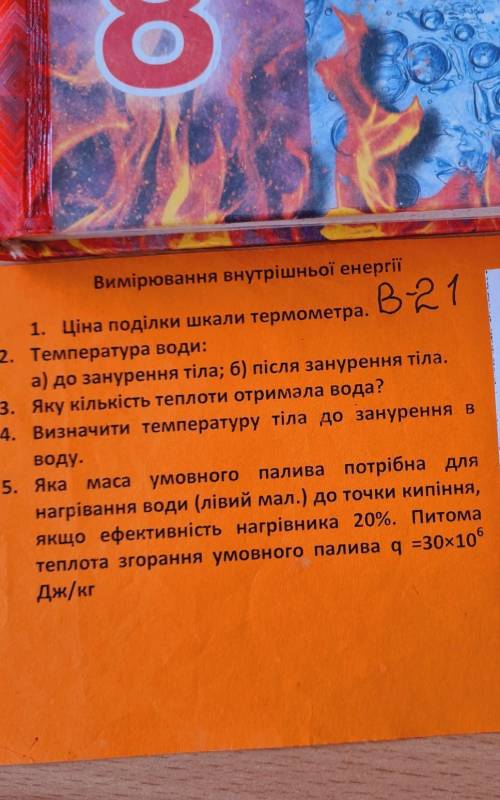 8
Вимірювання внутрішньої енергії
1. Ціна поділки шкали термометра. В-21
2. Температура води:
а) до занурення тіла; б) після занурення тіла.
3. Яку кількість теплоти отримала вода?
4. Визначити температуру тіла до занурення в
воду.
5. Яка маса умовного палива потрібна для
нагрівання води (лівий мал.) до точки кипіння,
якщо ефективність нагрівника 20%. Питома
теплота згорання умовного палива q =30×10⁶
Дж/кг